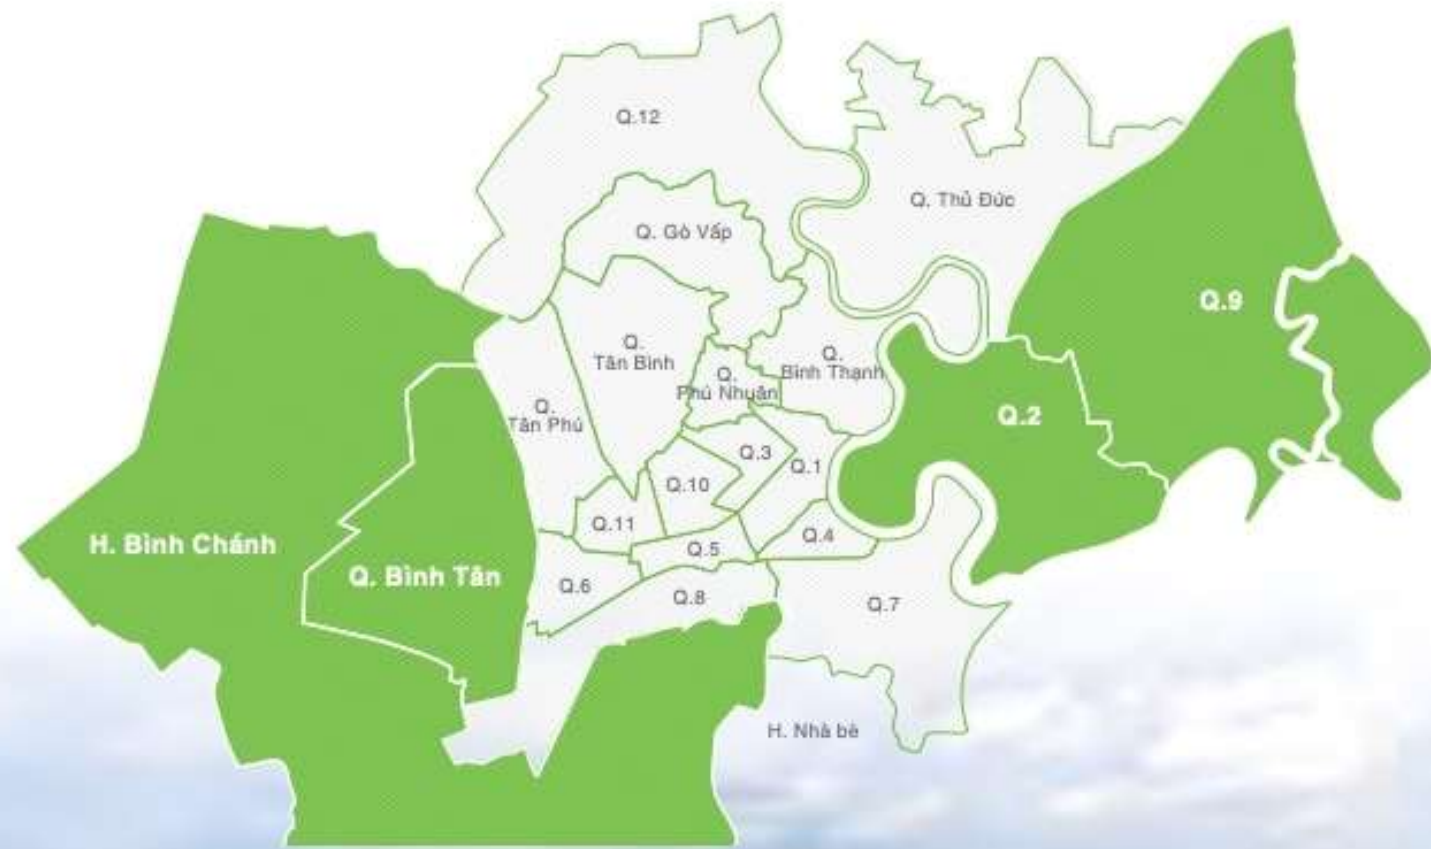 Q.12
Q. Thủ Đức
Q. Gò Vấp
Q.9
Q.
Tân Bình
Q.
Bình Thạnh
Q.
Phú Nhuận
Q.
Tân Phú
Q.2
Q.3
Q.1
Q.10
Q.11
Q.4
H. Bình Chánh
Q.5
Q. Bình Tân
Q.6
Q.8
Q.7
H. Nhà bè